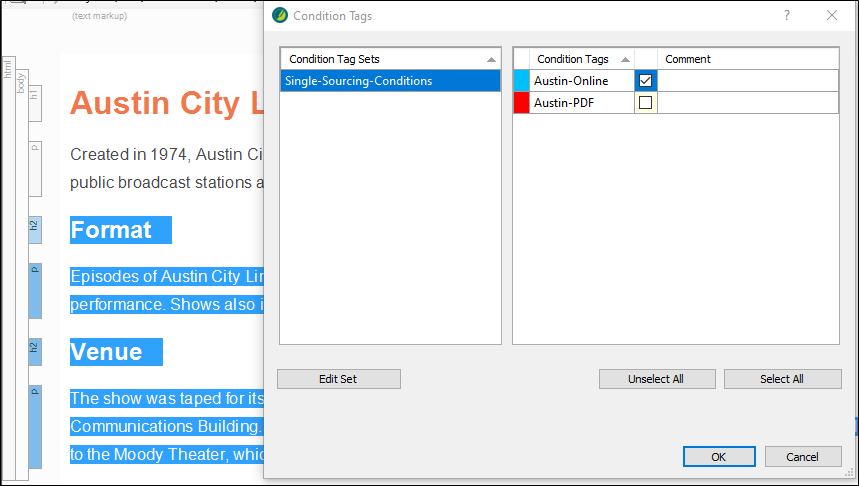 (text markup)
html
body
h1
Austin City L
p
Created in 1974, Austin Ci
public broadcast stations a
h2
Format
p
Episodes of Austin City Lin
performance. Shows also i
h2
Venue
p
The show was taped for its
Communications Building.
to the Moody Theater, whic
Condition Tags
?
Condition Tag Sets
Single-Sourcing-Conditions
Condition Tags
Comment
Austin-Online
Austin-PDF
Edit Set
Unselect All
Select All
OK
Cancel